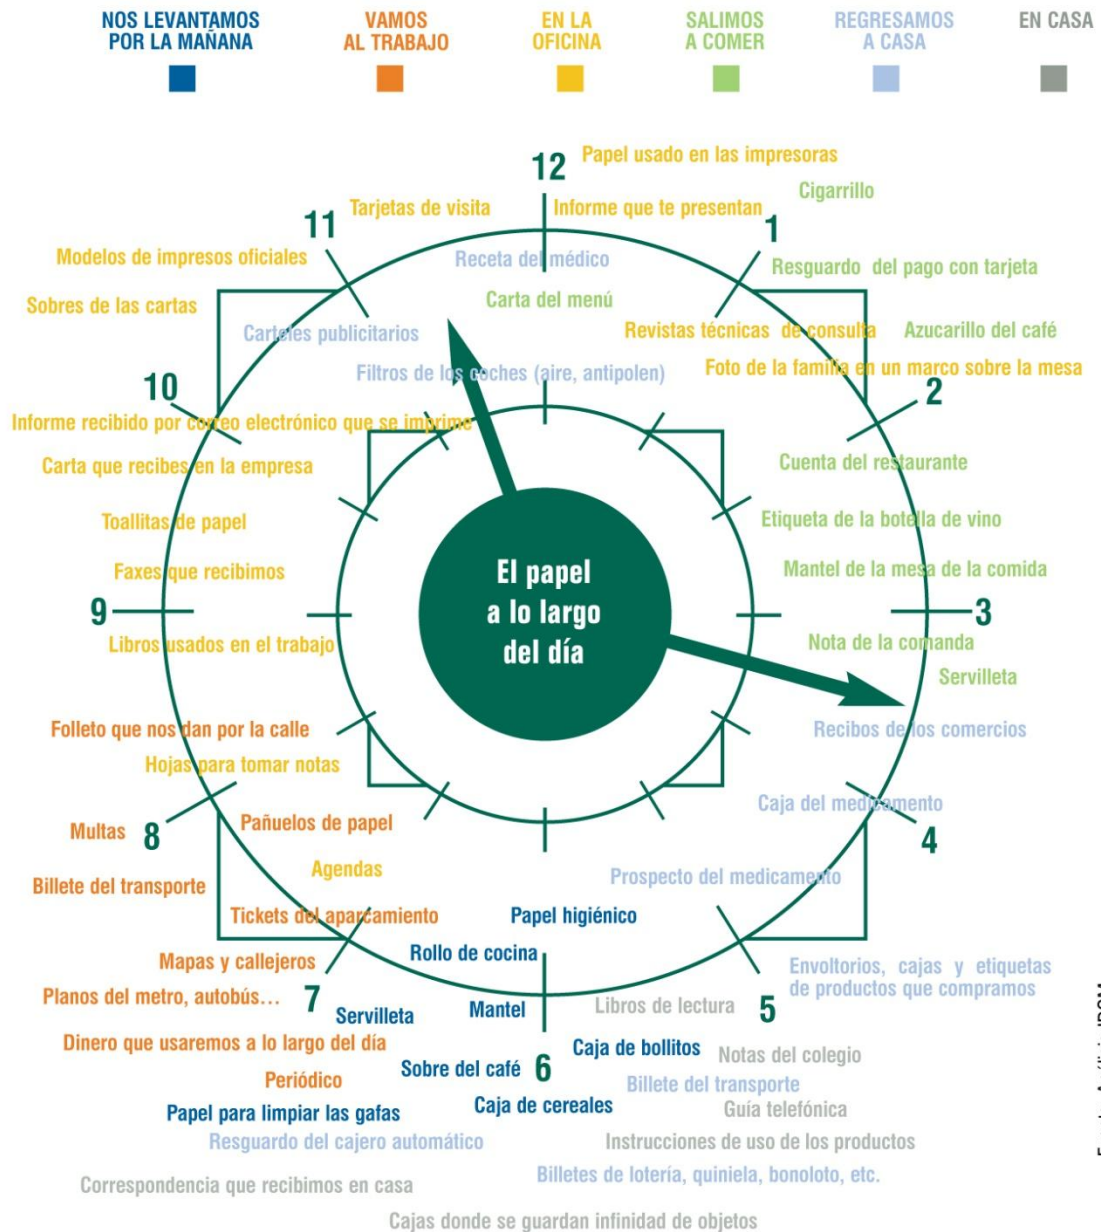 NOS LEVANTAMOS
POR LA MAÑANA
VAMOS
AL TRABAJO
EN LA
OFICINA
SALIMOS
A COMER
REGRESAMOS
A CASA
EN CASA
12
Papel usado en las impresoras
Cigarrillo
Tarjetas de visita
Informe que te presentan
11
1
Modelos de impresos oficiales
Receta del médico
Resguardo del pago con tarjeta
Carta del menú
Sobres de las cartas
Carteles publicitarios
Revistas técnicas de consulta
Azucarillo del café
Filtros de los coches (aire, antipolen)
Foto de la familia en un marco sobre la mesa
10
2
Informe recibido por correo electrónico que se imprime
Carta que recibes en la empresa
Cuenta del restaurante
Toallitas de papel
Etiqueta de la botella de vino
Faxes que recibimos
Mantel de la mesa de la comida
El papel
a lo largo
del día
9
3
Libros usados en el trabajo
Nota de la comanda
Servilleta
Folleto que nos dan por la calle
Recibos de los comercios
Hojas para tomar notas
Caja del medicamento
Multas
8
Pañuelos de papel
4
Agendas
Billete del transporte
Prospecto del medicamento
Tickets del aparcamiento
Papel higiénico
Rollo de cocina
Mapas y callejeros
Envoltorios, cajas y etiquetas
de productos que compramos
Planos del metro, autobús...
7
Servilleta
Mantel
Libros de lectura
5
Dinero que usaremos a lo largo del día
Sobre del café
6
Caja de bollitos
Notas del colegio
Periódico
Billete del transporte
Papel para limpiar las gafas
Caja de cereales
Guía telefónica
Resguardo del cajero automático
Instrucciones de uso de los productos
Correspondencia que recibimos en casa
Billetes de lotería, quiniela, bonoloto, etc.
Cajas donde se guardan infinidad de objetos